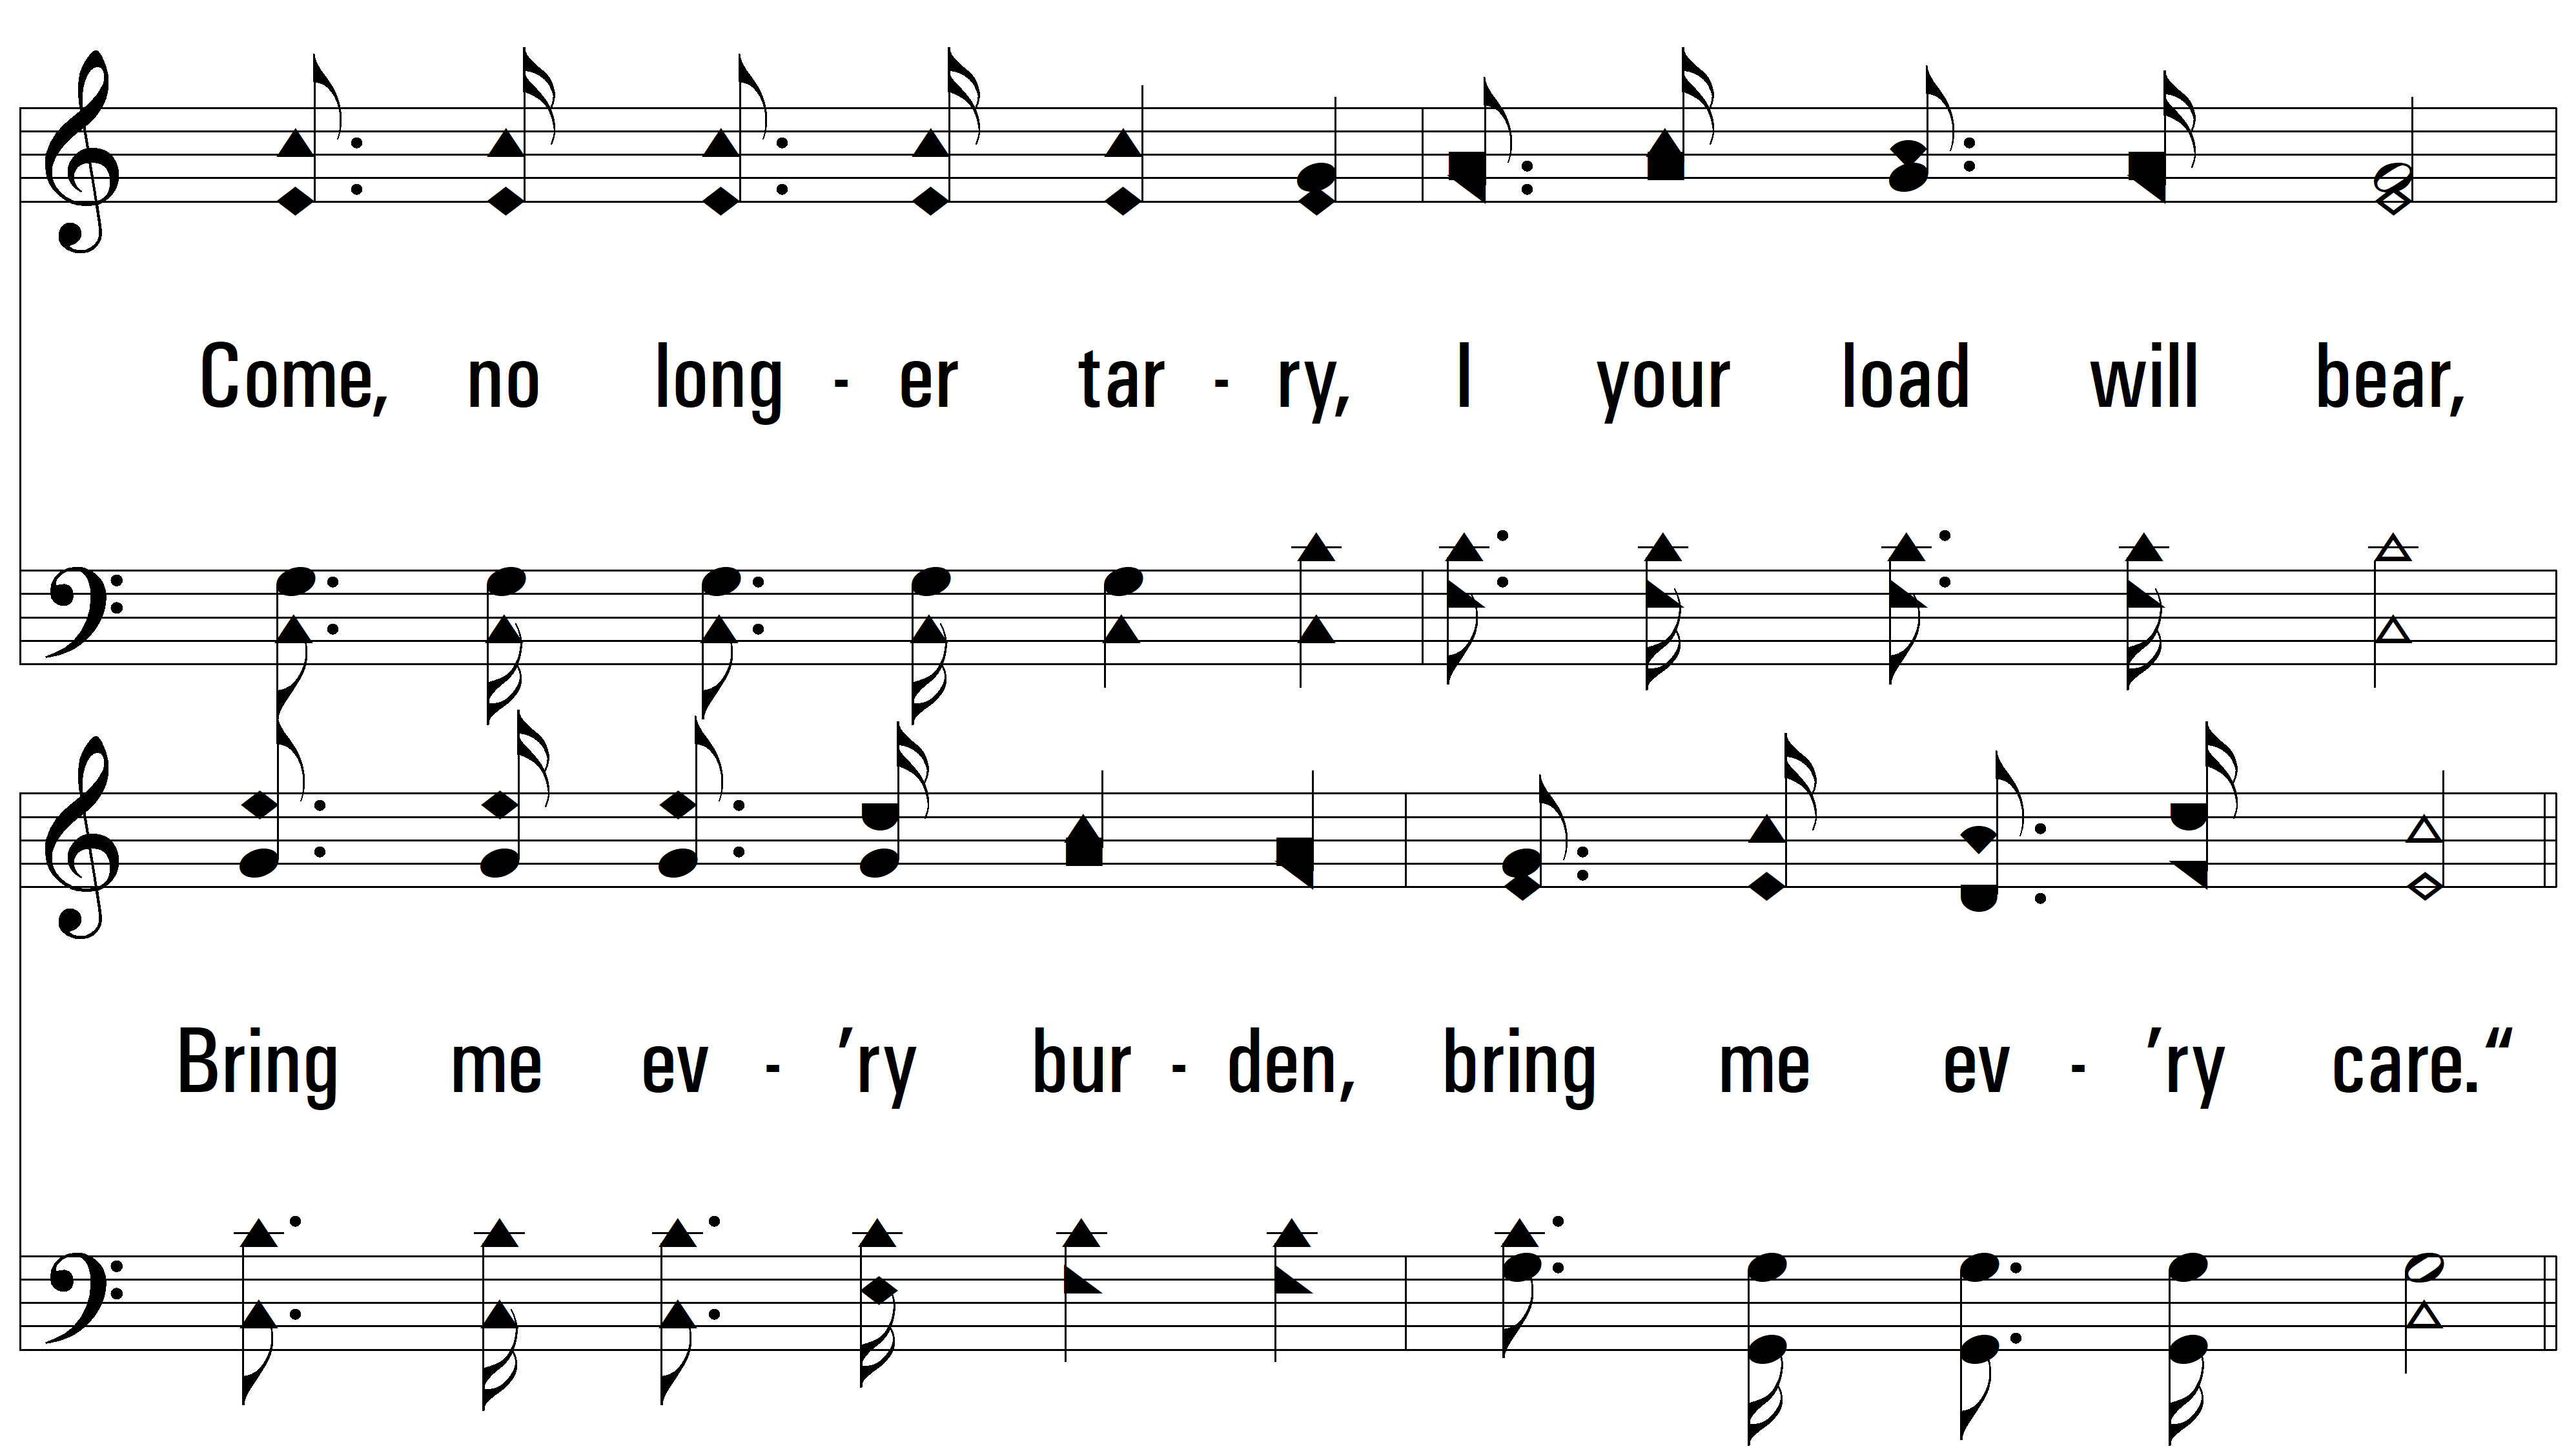 Come, no long - er tar - ry, I your load will bear,
Bring me ev - ’ry bur - den, bring me ev - ’ry care.“